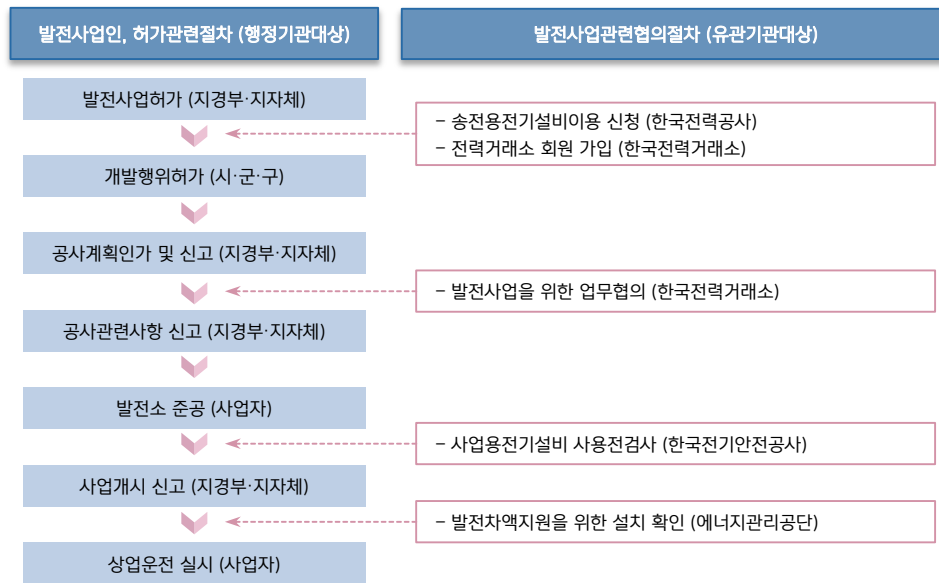 발전사업인, 허가관련절차 (행정기관대상)
발전사업관련협의절차 (유관기관대상)
발전사업허가 (지경부·지자체)
- 송전용전기설비이용 신청 (한국전력공사)
- 전력거래소 회원 가입 (한국전력거래소)
개발행위허가 (시·군·구)
공사계획인가 및 신고 (지경부·지자체)
- 발전사업을 위한 업무협의 (한국전력거래소)
공사관련사항 신고 (지경부·지자체)
발전소 준공 (사업자)
- 사업용전기설비 사용전검사 (한국전기안전공사)
사업개시 신고 (지경부·지자체)
- 발전차액지원을 위한 설치 확인 (에너지관리공단)
상업운전 실시 (사업자)